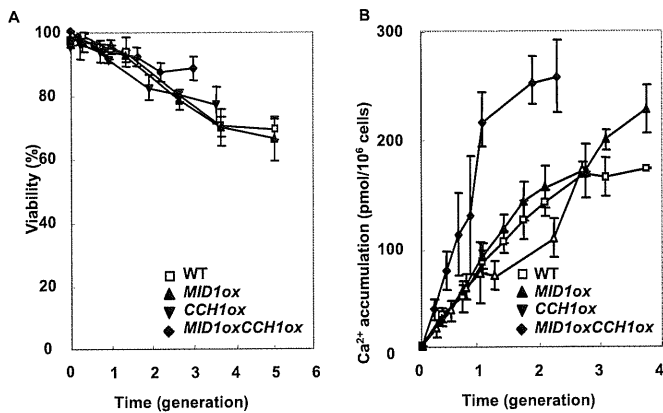 A
100
80
60
40
20
0
Viability (%)
WT
MID1ox
CCH1ox
MID1oxCCH1ox
0 1 2 3 4 5 6
Time (generation)
B
300
200
100
0
Ca2+ accumulation (pmol/10^6 cells)
WT
MID1ox
CCH1ox
MID1oxCCH1ox
0 1 2 3 4
Time (generation)